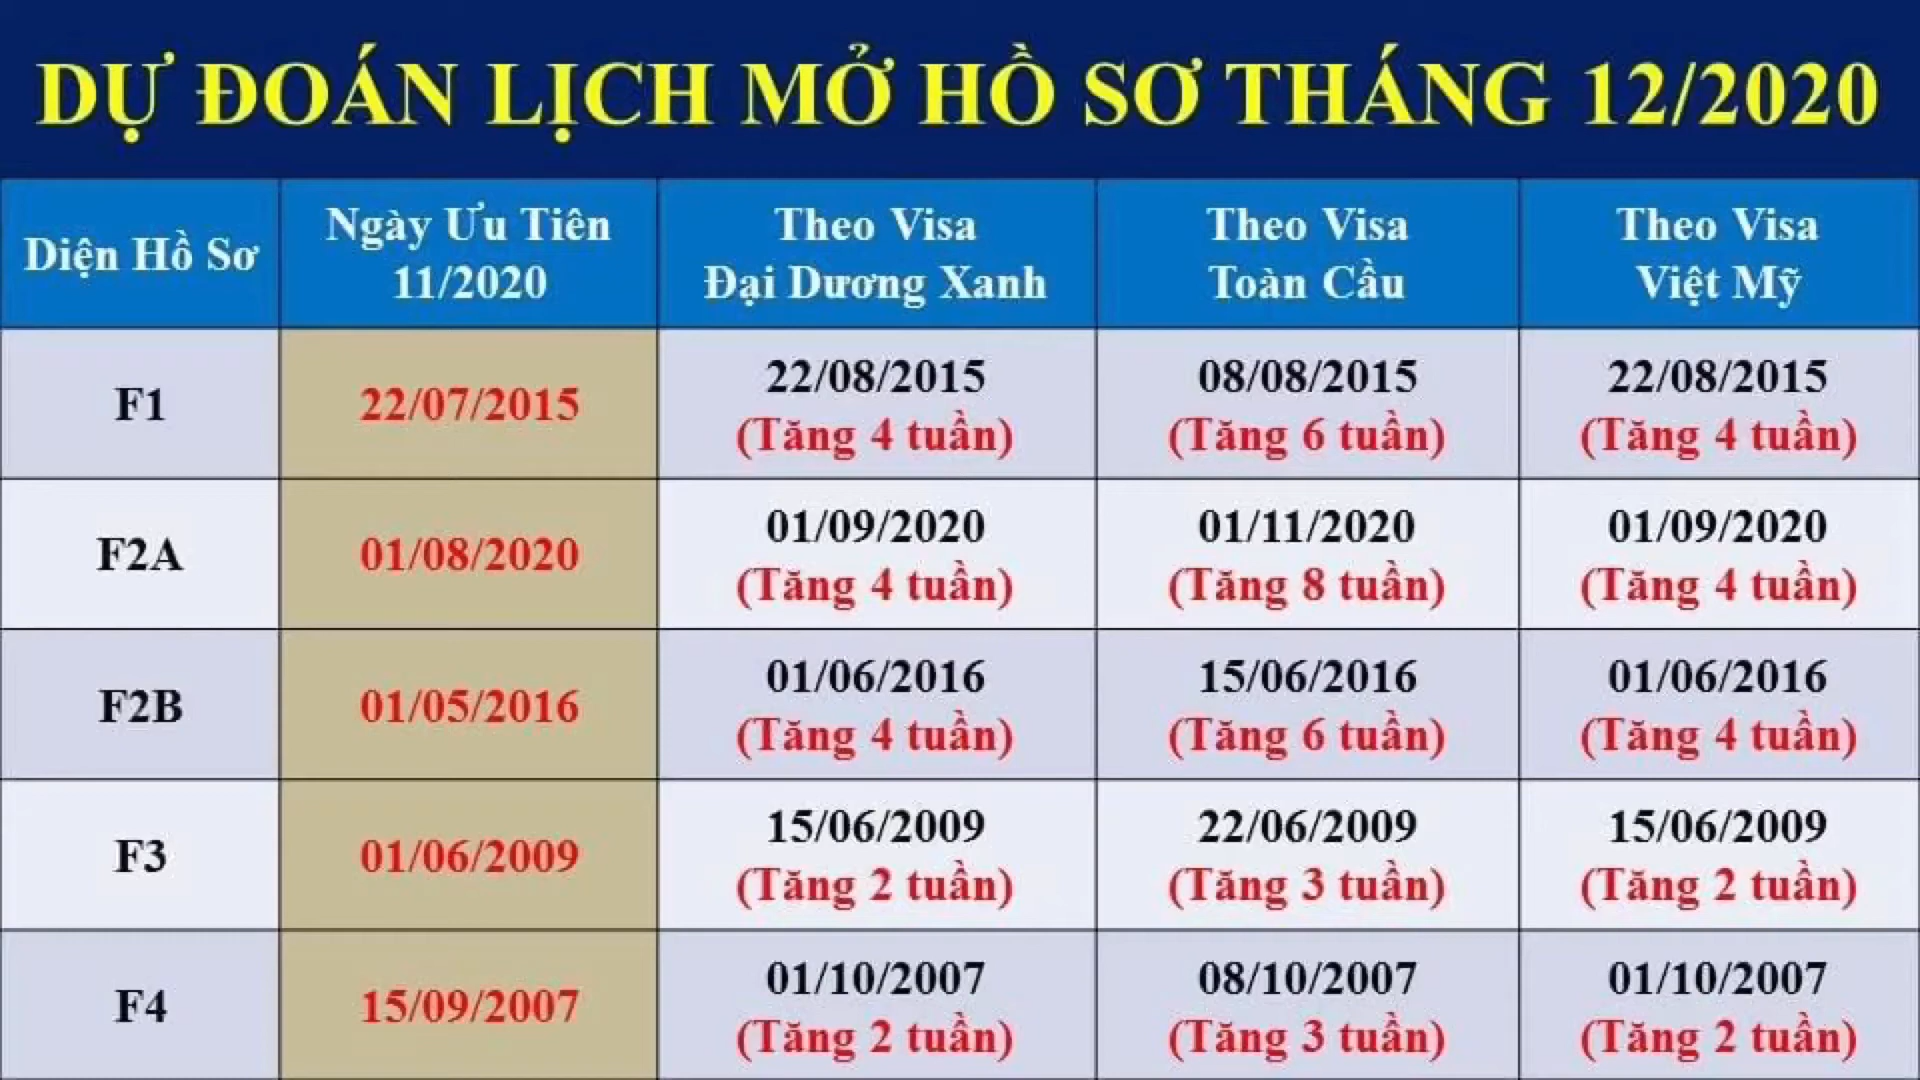 DỰ ĐOÁN LỊCH MỞ HỒ SƠ THÁNG 12/2020
Diện Hồ Sơ
Ngày Ưu Tiên
11/2020
Theo Visa
Đại Dương Xanh
Theo Visa
Toàn Cầu
Theo Visa
Việt Mỹ
F1
22/07/2015
22/08/2015
(Tăng 4 tuần)
08/08/2015
(Tăng 6 tuần)
22/08/2015
(Tăng 4 tuần)
F2A
01/08/2020
01/09/2020
(Tăng 4 tuần)
01/11/2020
(Tăng 8 tuần)
01/09/2020
(Tăng 4 tuần)
F2B
01/05/2016
01/06/2016
(Tăng 4 tuần)
15/06/2016
(Tăng 6 tuần)
01/06/2016
(Tăng 4 tuần)
F3
01/06/2009
15/06/2009
(Tăng 2 tuần)
22/06/2009
(Tăng 3 tuần)
15/06/2009
(Tăng 2 tuần)
F4
15/09/2007
01/10/2007
(Tăng 2 tuần)
08/10/2007
(Tăng 3 tuần)
01/10/2007
(Tăng 2 tuần)